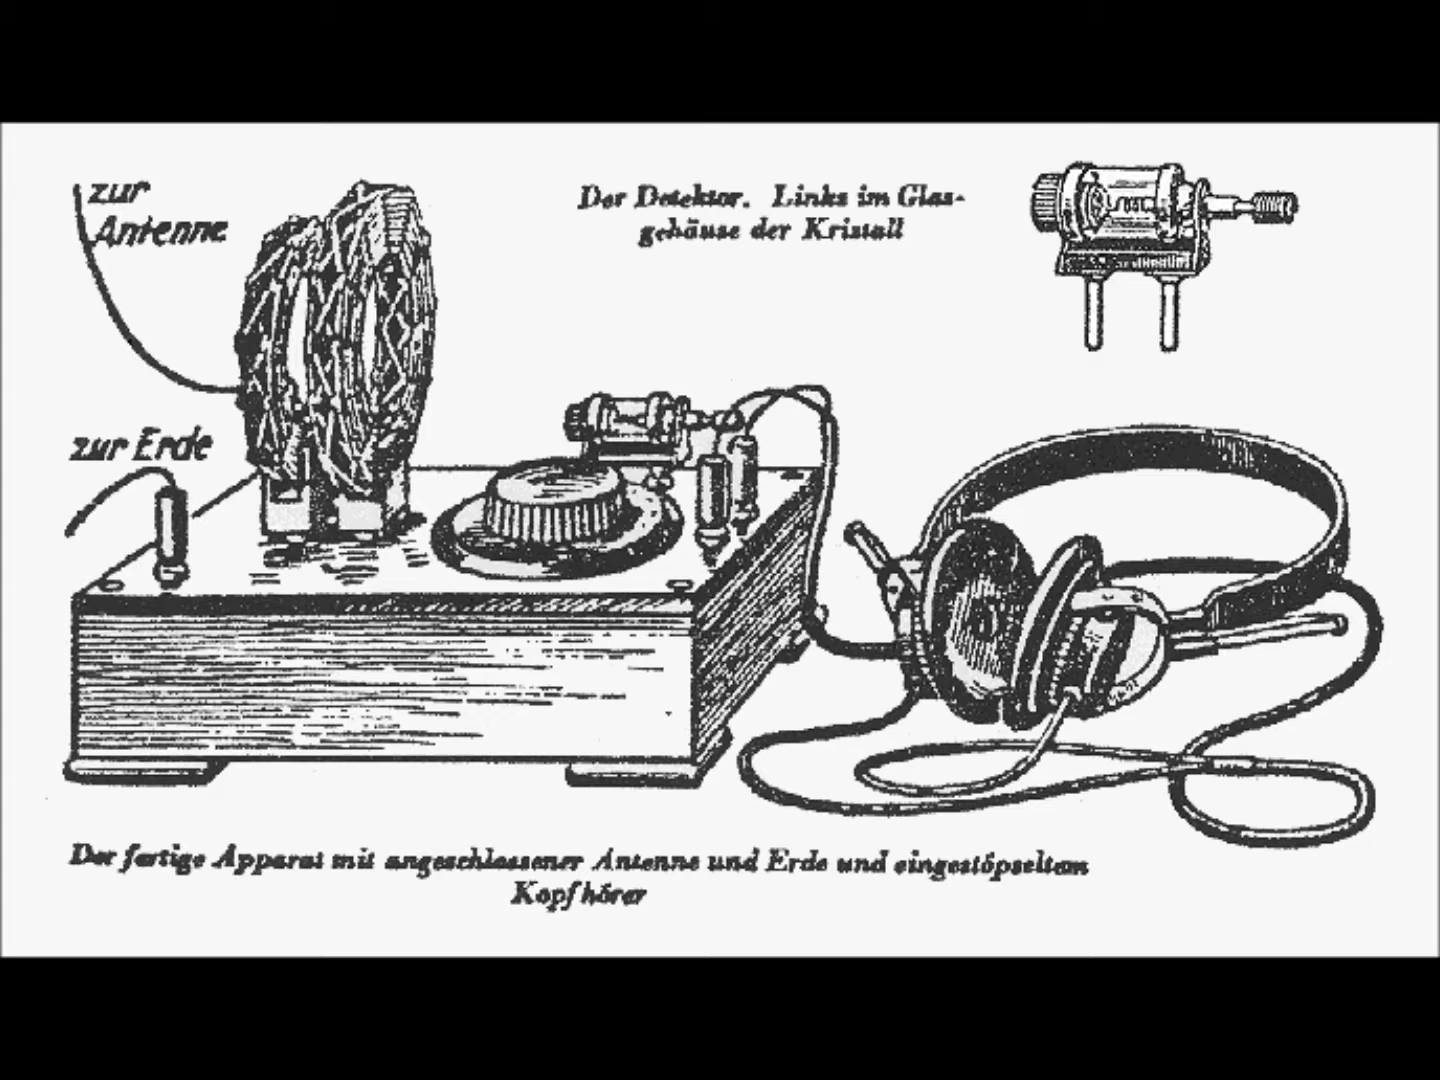 zur
Antenne
Der Detektor. Links im Glas-
gehäuse der Kristall
zur Erde
Der fertige Apparat mit angeschlossener Antenne und Erde und eingestöpseltem
Kopfhörer